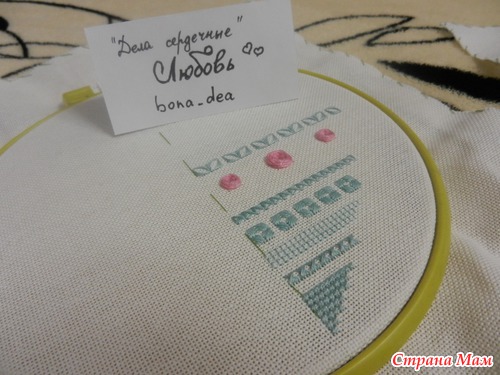 "Дела сердечные"
Любовь
bona_dea
Страна Мам